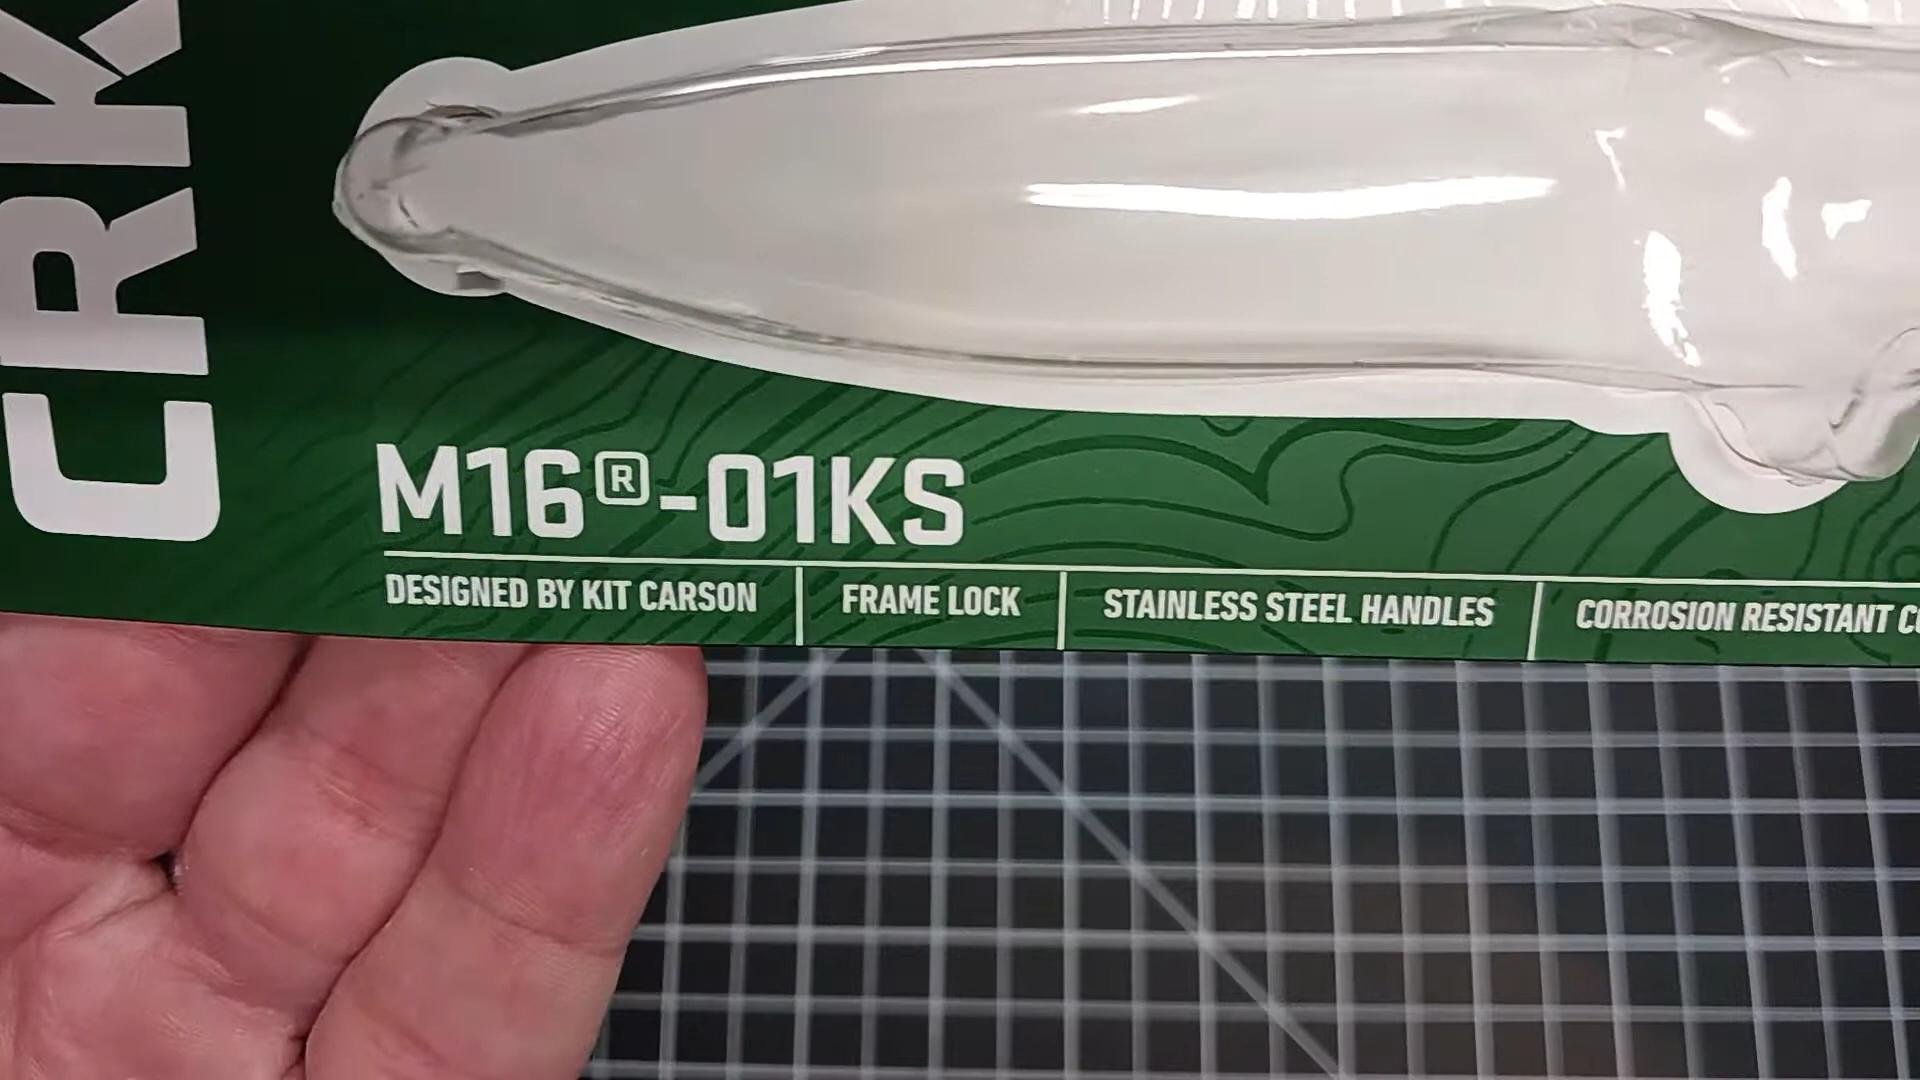 CRK
M16®-01KS
DESIGNED BY KIT CARSON
FRAME LOCK
STAINLESS STEEL HANDLES
CORROSION RESISTANT